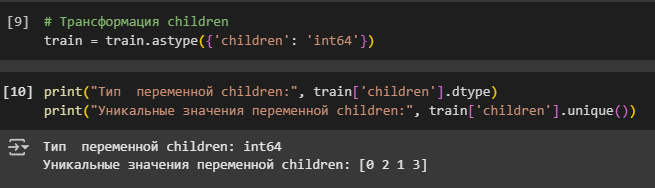 [9] # Трансформация children
train = train.astype({'children': 'int64'})
[10] print("Тип  переменной children:", train['children'].dtype)
print("Уникальные значения переменной children:", train['children'].unique())
Тип  переменной children: int64
Уникальные значения переменной children: [0 2 1 3]